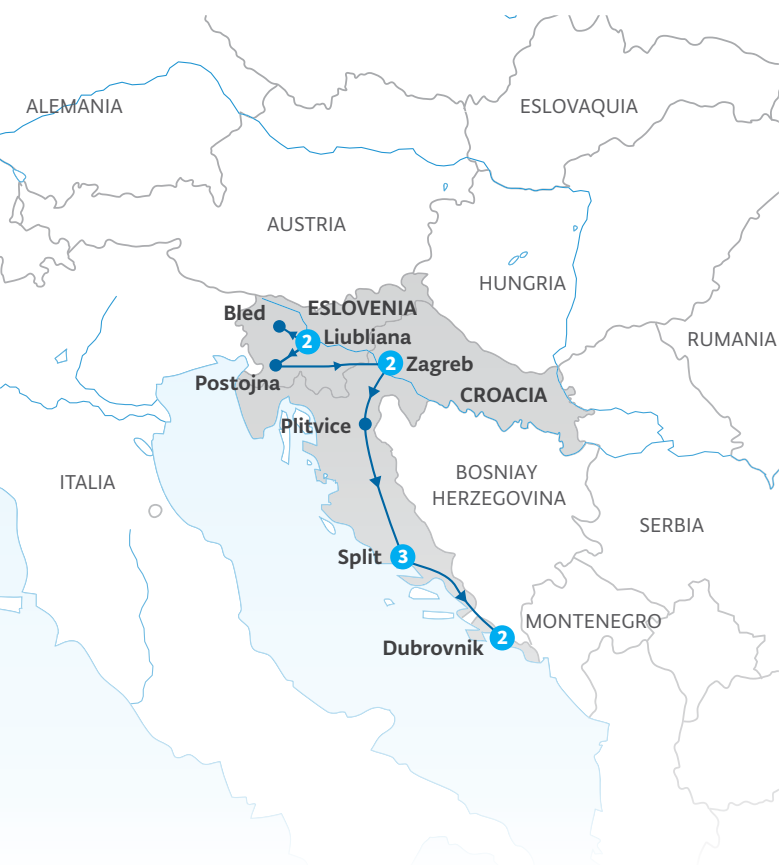 ALEMANIA
ESLOVAQUIA
AUSTRIA
HUNGRIA
Bled
ESLOVENIA
2
Liubliana
RUMANIA
2
Zagreb
Postojna
CROACIA
Plitvice
ITALIA
BOSNIAY
HERZEGOVINA
SERBIA
Split
3
MONTENEGRO
2
Dubrovnik